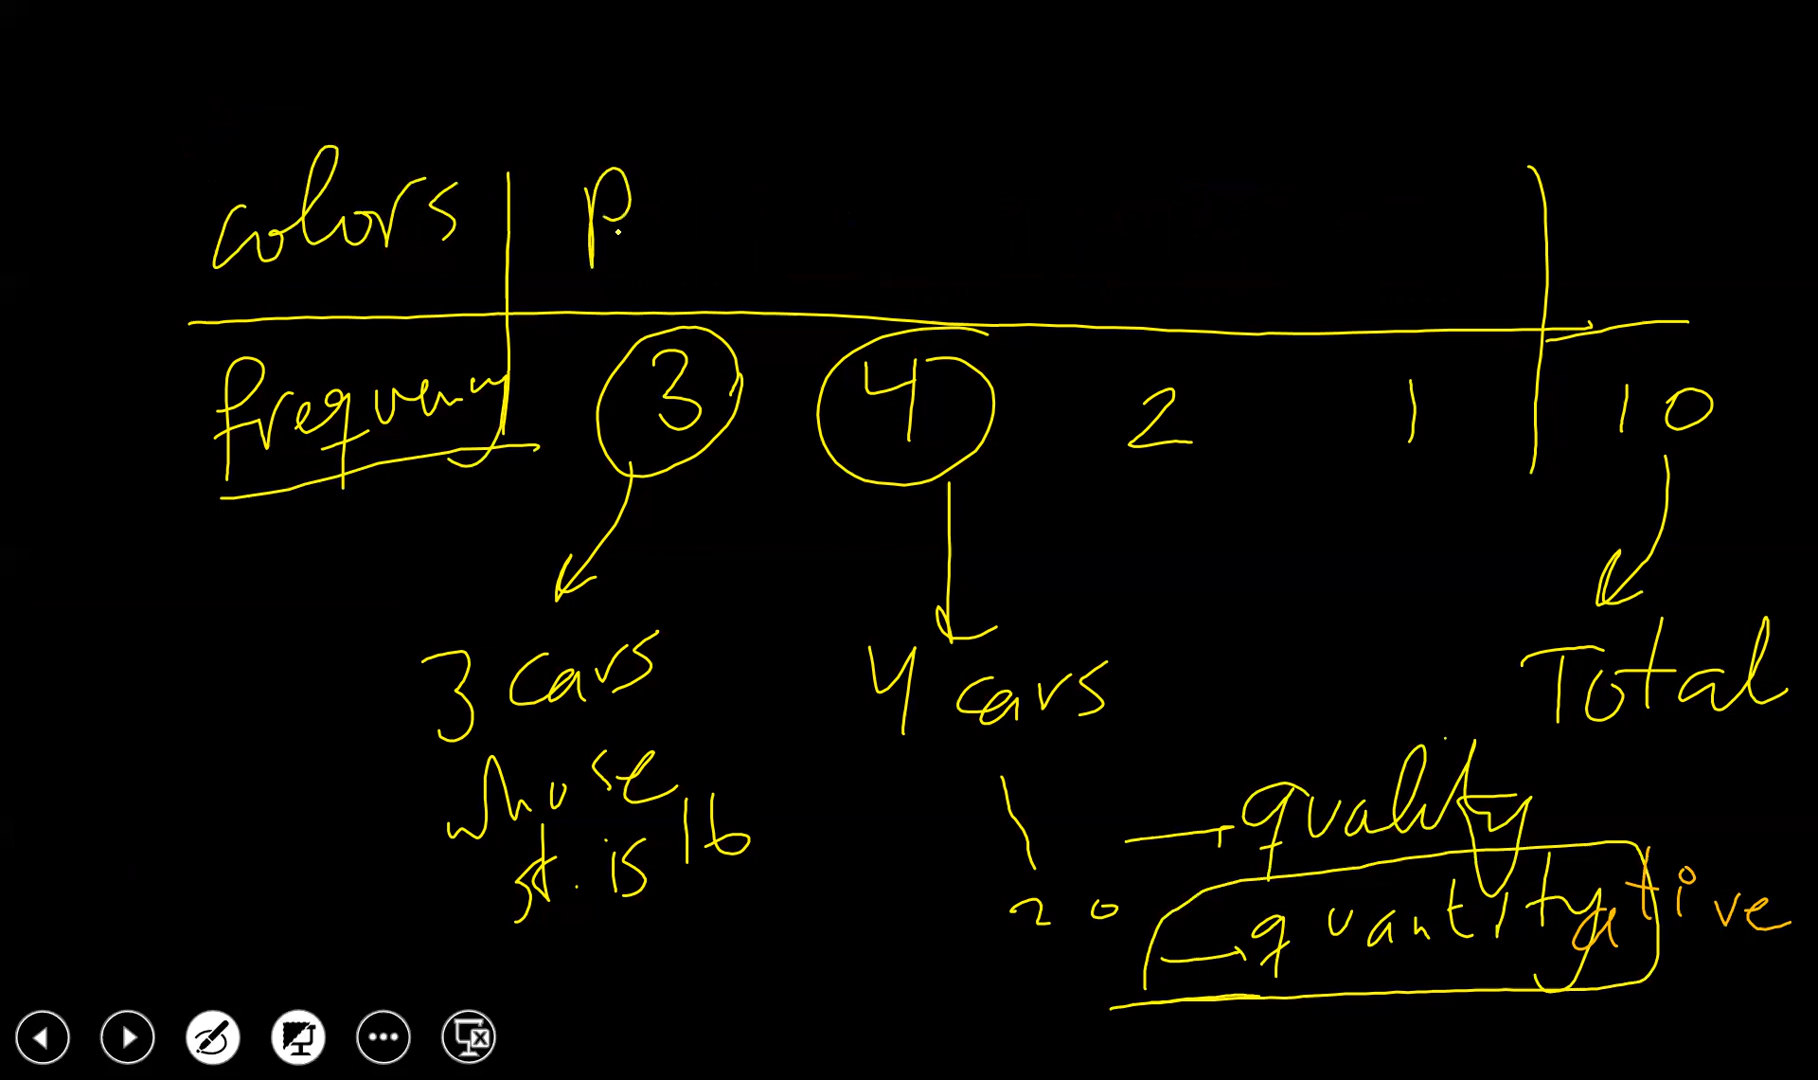 colors P
frequency 3 4 2 1 10
3 cars
whose
st. is 16
4 cars
20
Total
quality
quantity ative